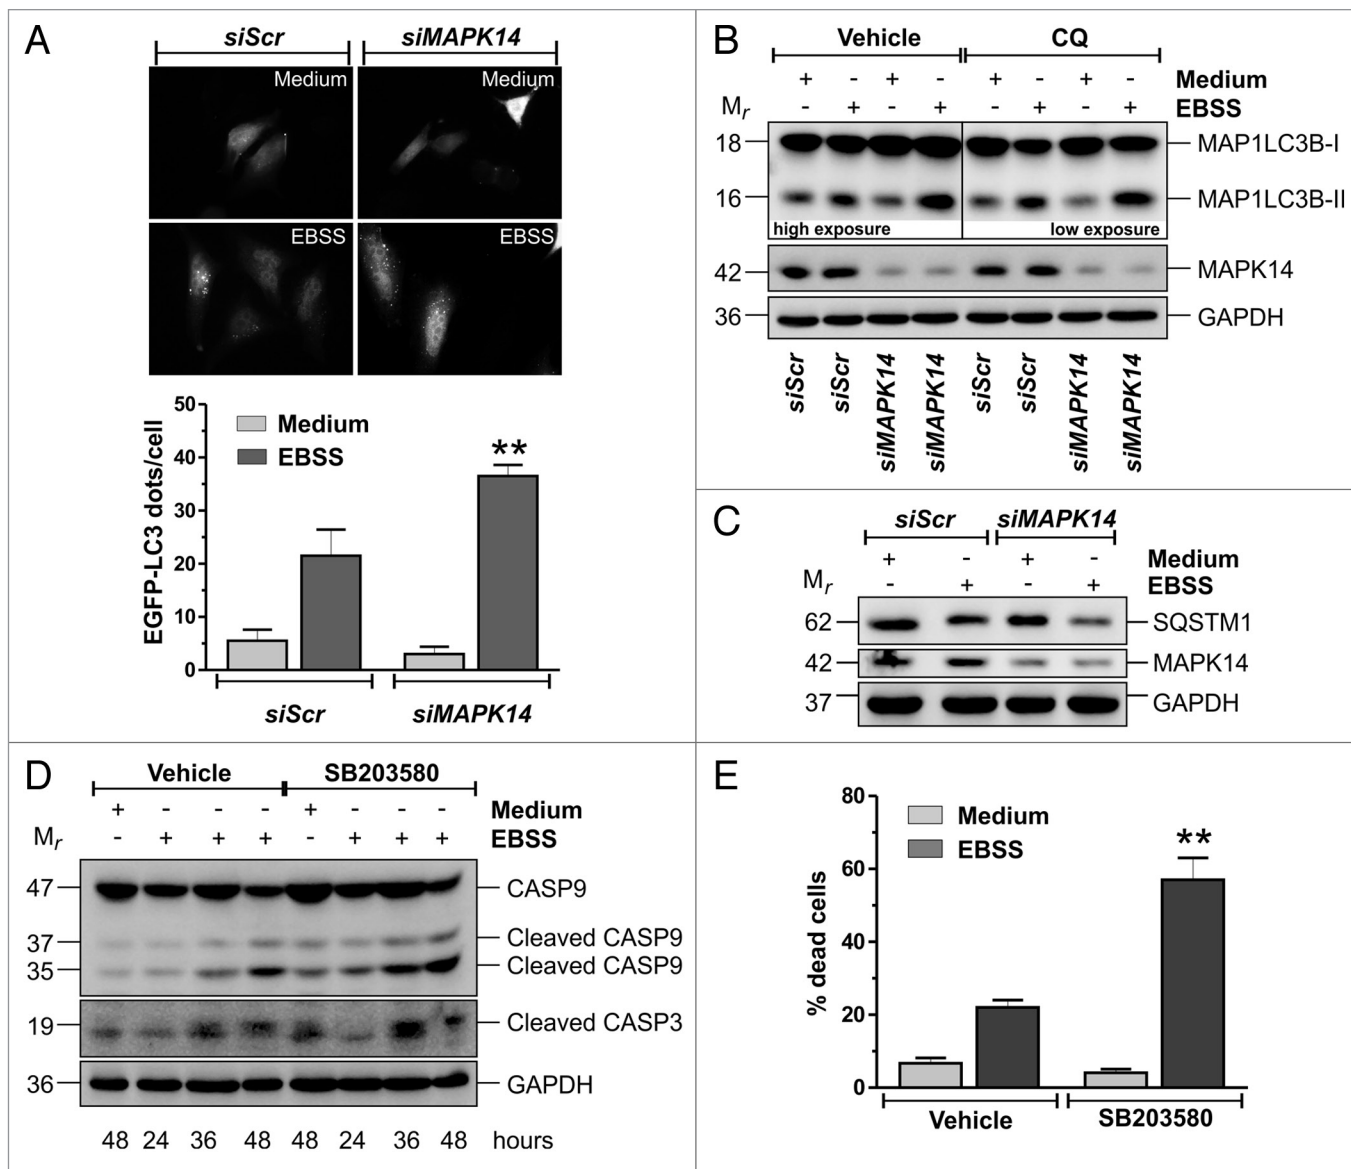 A
siScr siMAPK14
Medium Medium
EBSS EBSS
EGFP-LC3 dots/cell
50
40
30
20
10
0
Medium
EBSS
**
siScr siMAPK14
B
Vehicle CQ
+ - + - + - + - Medium
Mr - + - + - + - + EBSS
18 MAP1LC3B-I
16 MAP1LC3B-II
high exposure low exposure
42 MAPK14
36 GAPDH
siScr siScr siMAPK14 siMAPK14 siScr siScr siMAPK14 siMAPK14
C
siScr siMAPK14
+ - + - Medium
Mr - + - + EBSS
62 SQSTM1
42 MAPK14
37 GAPDH
D
Vehicle SB203580
+ - - - + - - - Medium
Mr - + + + - + + + EBSS
47 CASP9
37 Cleaved CASP9
35 Cleaved CASP9
19 Cleaved CASP3
36 GAPDH
48 24 36 48 48 24 36 48 hours
E
% dead cells
80
60
40
20
0
Medium
EBSS
**
Vehicle SB203580